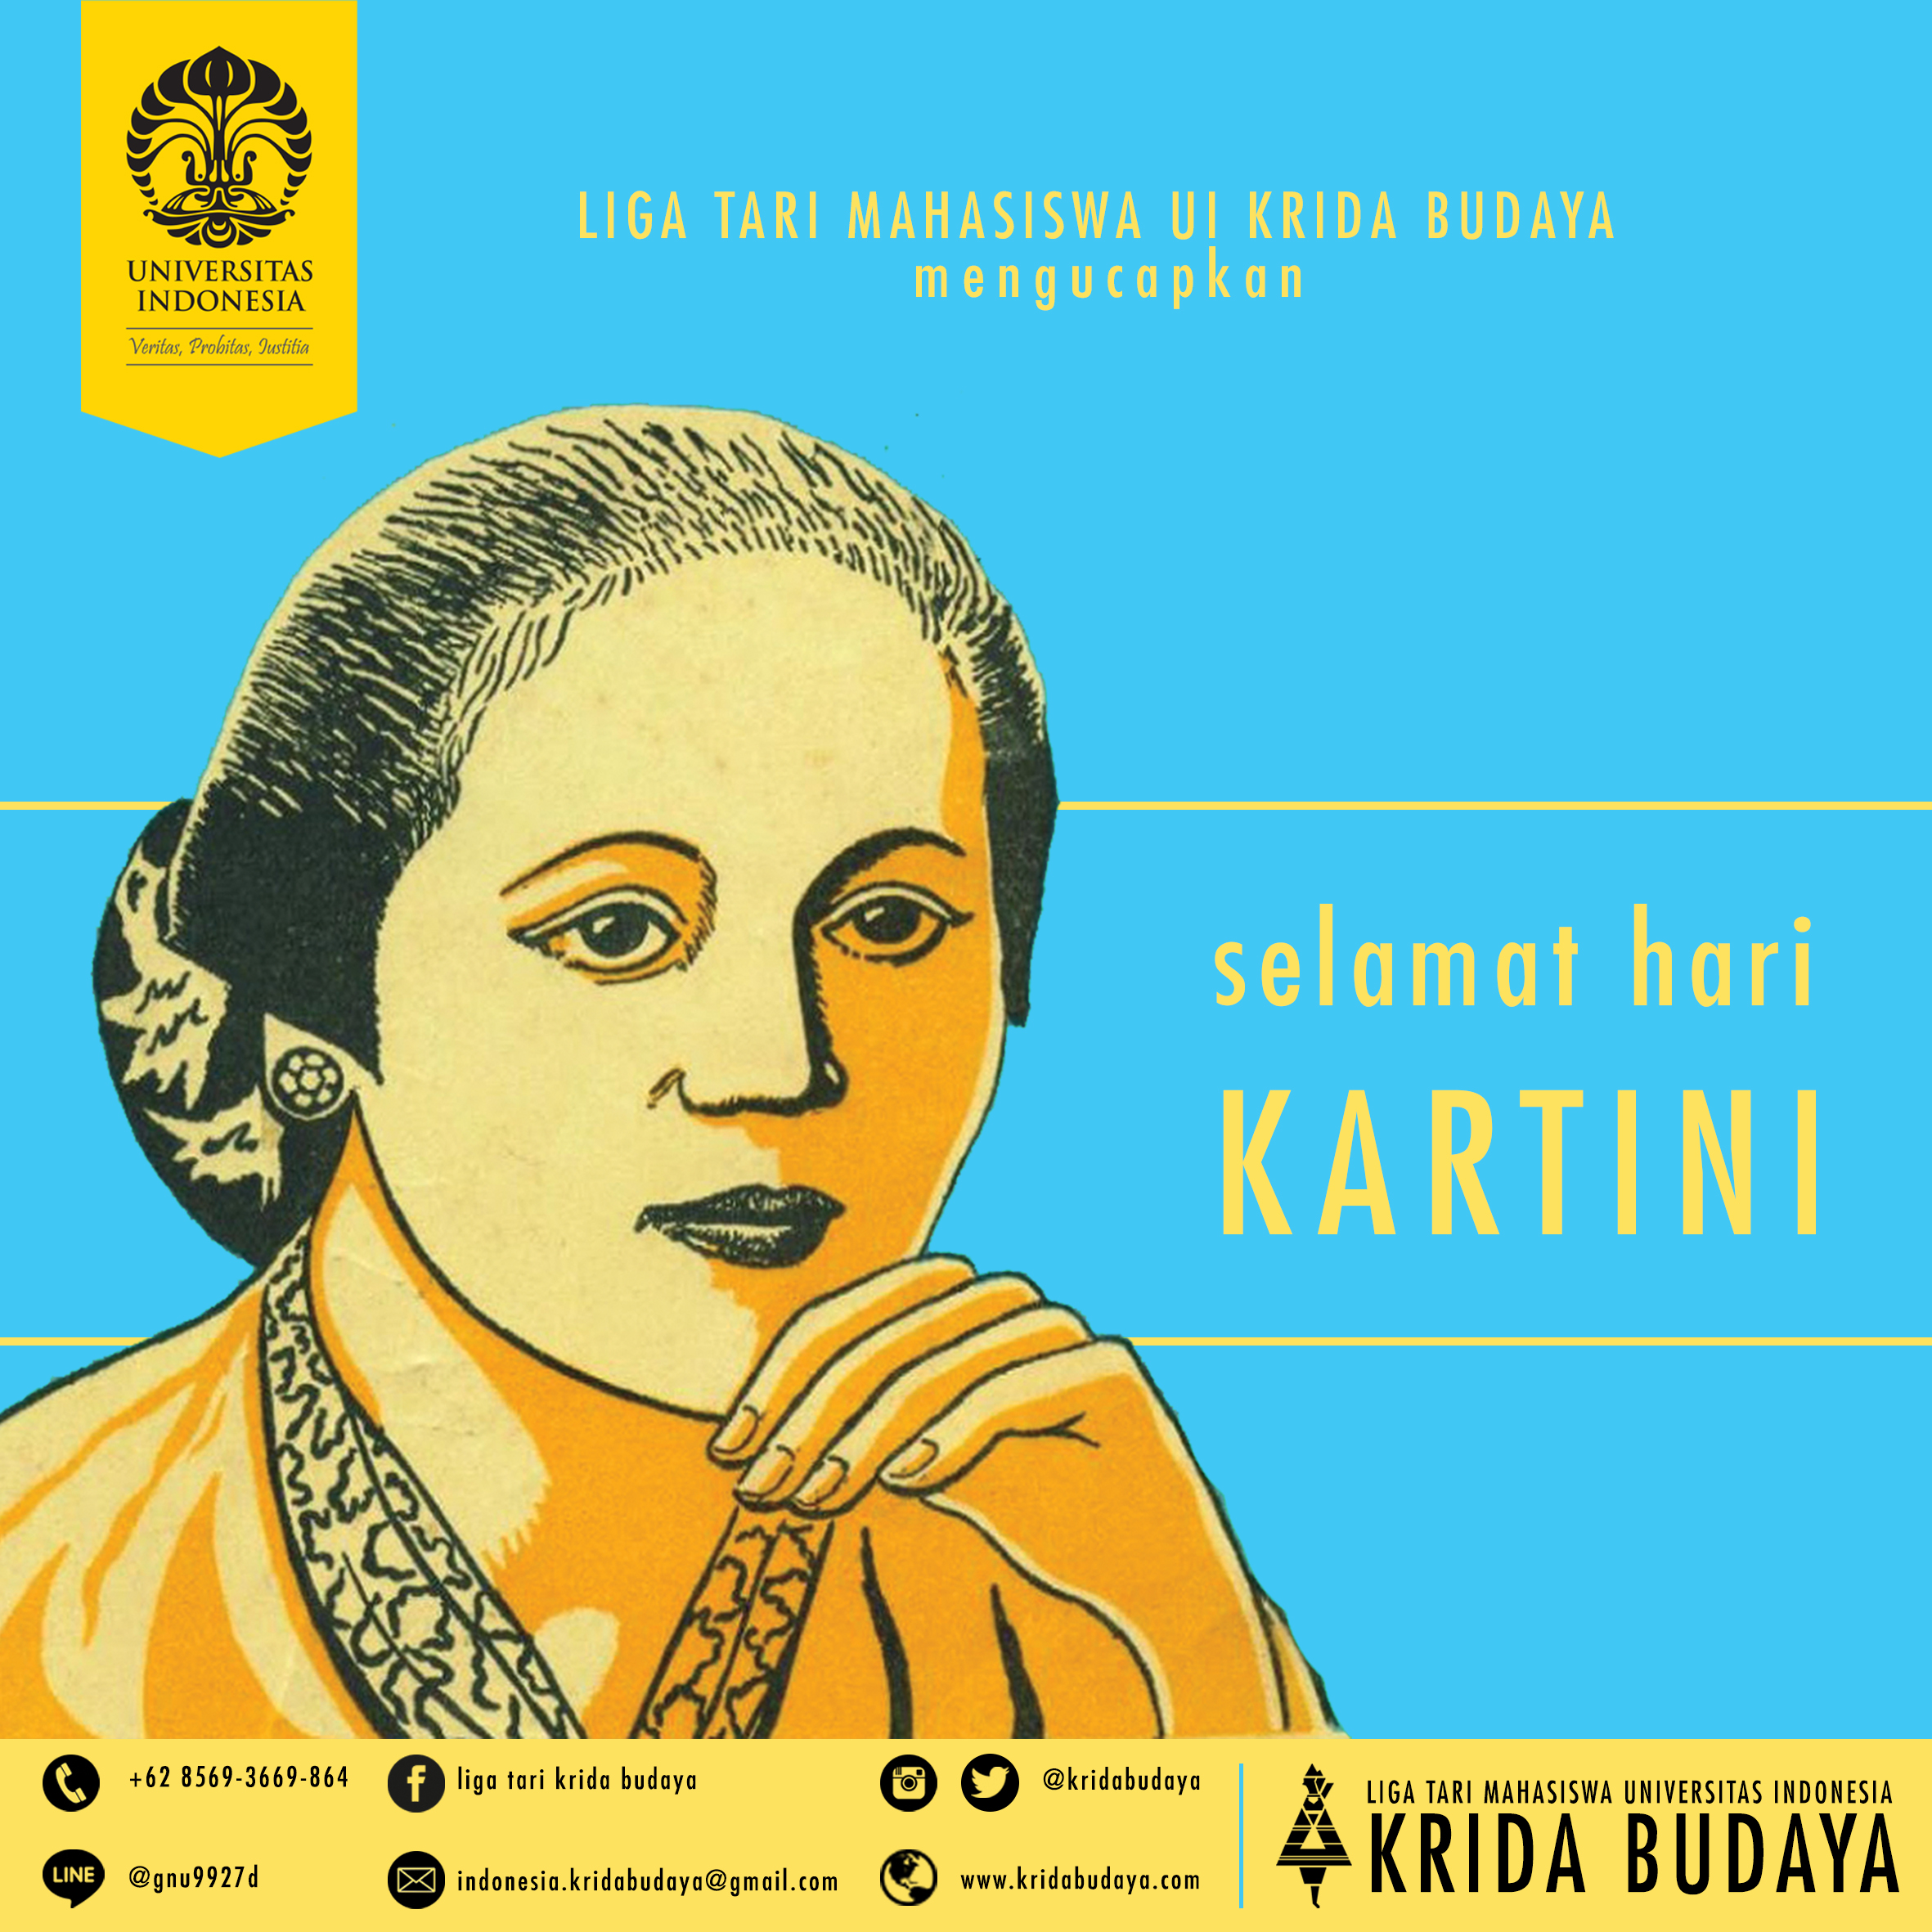 UNIVERSITAS
INDONESIA
Veritas, Probitas, Iustitia
LIGA TARI MAHASISWA UI KRIDA BUDAYA
mengucapkan
selamat hari
KARTINI
+62 8569-3669-864
liga tari krida budaya
@kridabudaya
LINE
@gnu9927d
indonesia.kridabudaya@gmail.com
www.kridabudaya.com
LIGA TARI MAHASISWA UNIVERSITAS INDONESIA
KRIDA BUDAYA